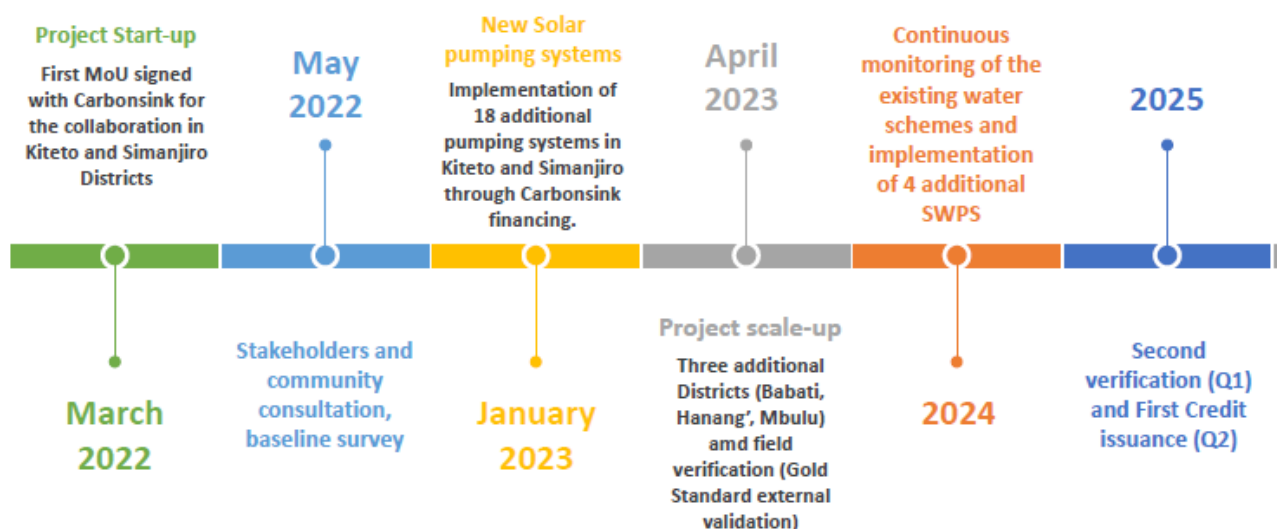 Project Start-up
First MoU signed
with Carbonsink for
the collaboration in
Kiteto and Simanjiro
Districts
March
2022
May
2022
Stakeholders and
community
consultation,
baseline survey
New Solar
pumping systems
Implementation of
18 additional
pumping systems in
Kiteto and Simanjiro
through Carbonsink
financing.
January
2023
April
2023
Project scale-up
Three additional
Districts (Babati,
Hanang’, Mbulu)
amd field
verification (Gold
Standard external
validation)
Continuous
monitoring of the
existing water
schemes and
implementation
of 4 additional
SWPS
2024
2025
Second
verification (Q1)
and First Credit
issuance (Q2)